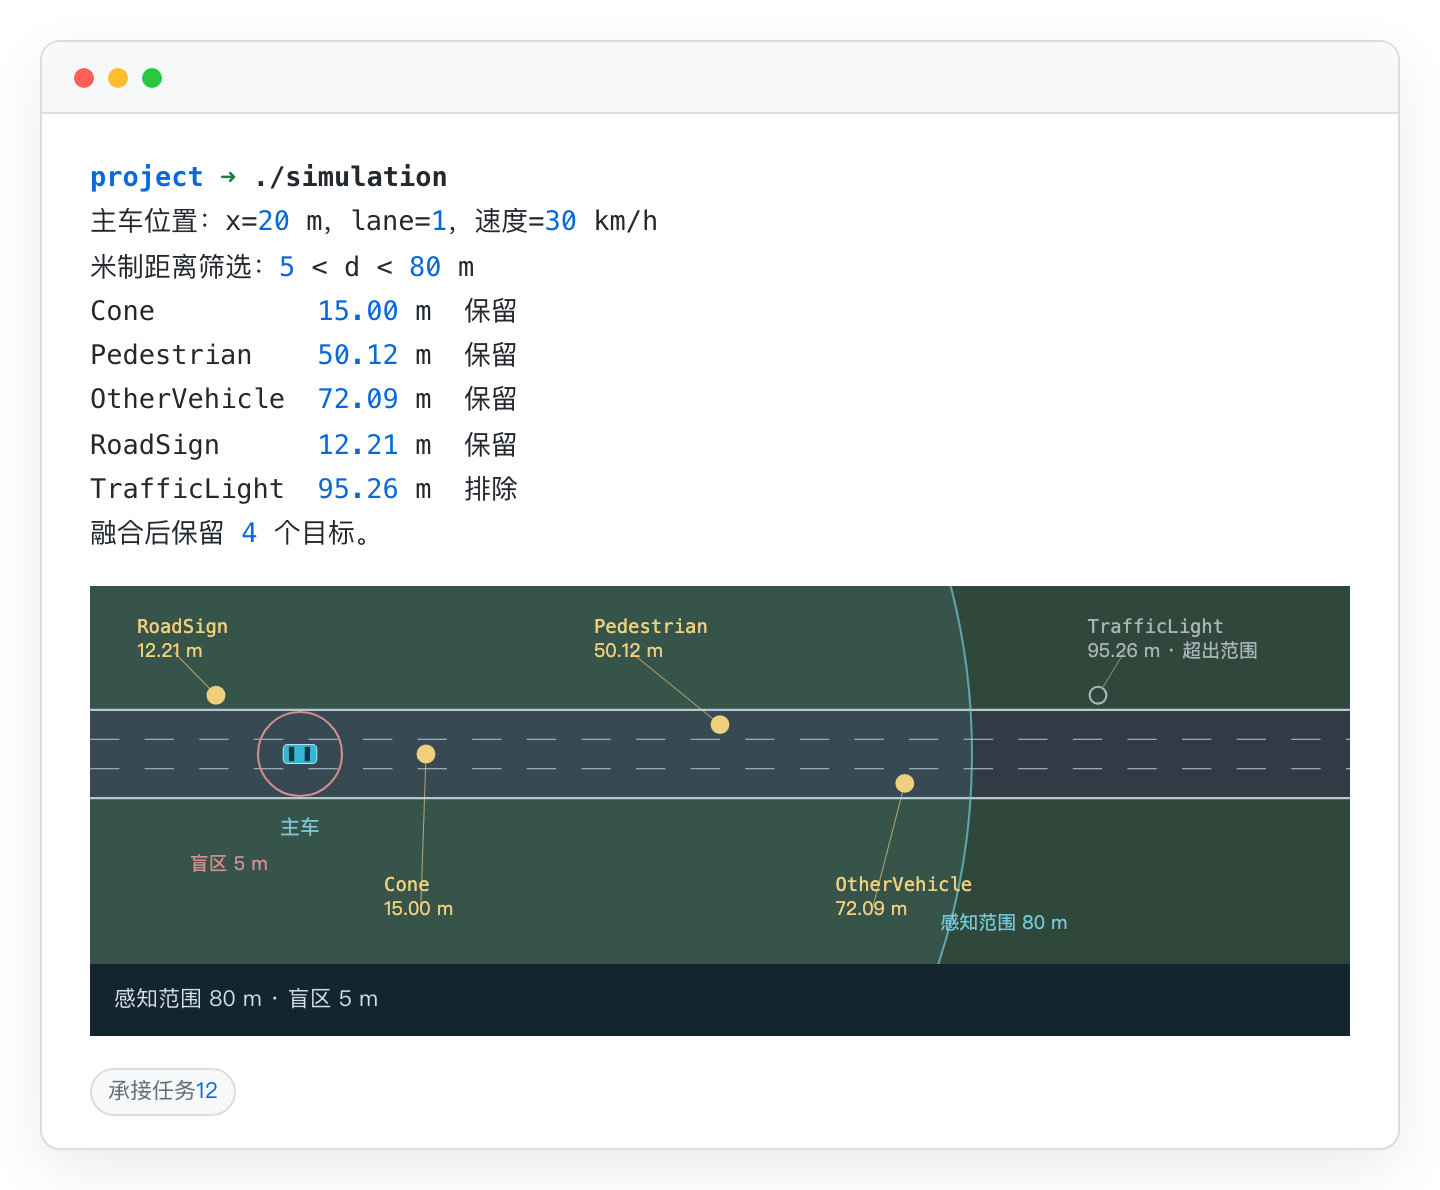 project → ./simulation
主车位置：x=20 m，lane=1，速度=30 km/h
米制距离筛选：5 < d < 80 m
Cone 15.00 m 保留
Pedestrian 50.12 m 保留
OtherVehicle 72.09 m 保留
RoadSign 12.21 m 保留
TrafficLight 95.26 m 排除
融合后保留 4 个目标。
RoadSign
12.21 m
Pedestrian
50.12 m
TrafficLight
95.26 m · 超出范围
主车
盲区 5 m
Cone
15.00 m
OtherVehicle
72.09 m
感知范围 80 m
感知范围 80 m · 盲区 5 m
承接任务12